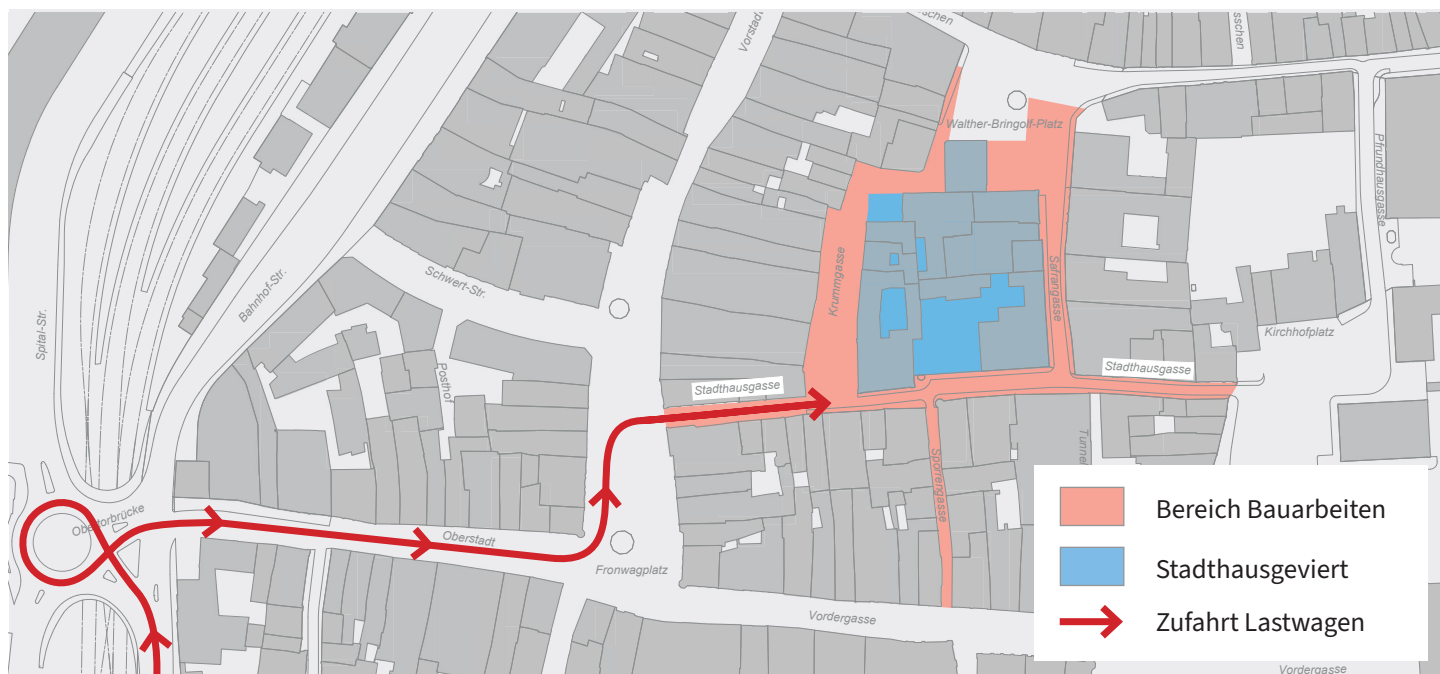 Vorstadt
Walther-Bringolf-Platz
Pfrundhausgasse
Schwert-Str.
Bahnhof-Str.
Spital-Str.
Krummgasse
Safrangasse
Kirchhofplatz
Posthof
Stadthausgasse
Stadthausgasse
Sporrengasse
Obertorbrücke
Oberstadt
Fronwagplatz
Vordergasse
Vordergasse
Bereich Bauarbeiten
Stadthausgeviert
Zufahrt Lastwagen